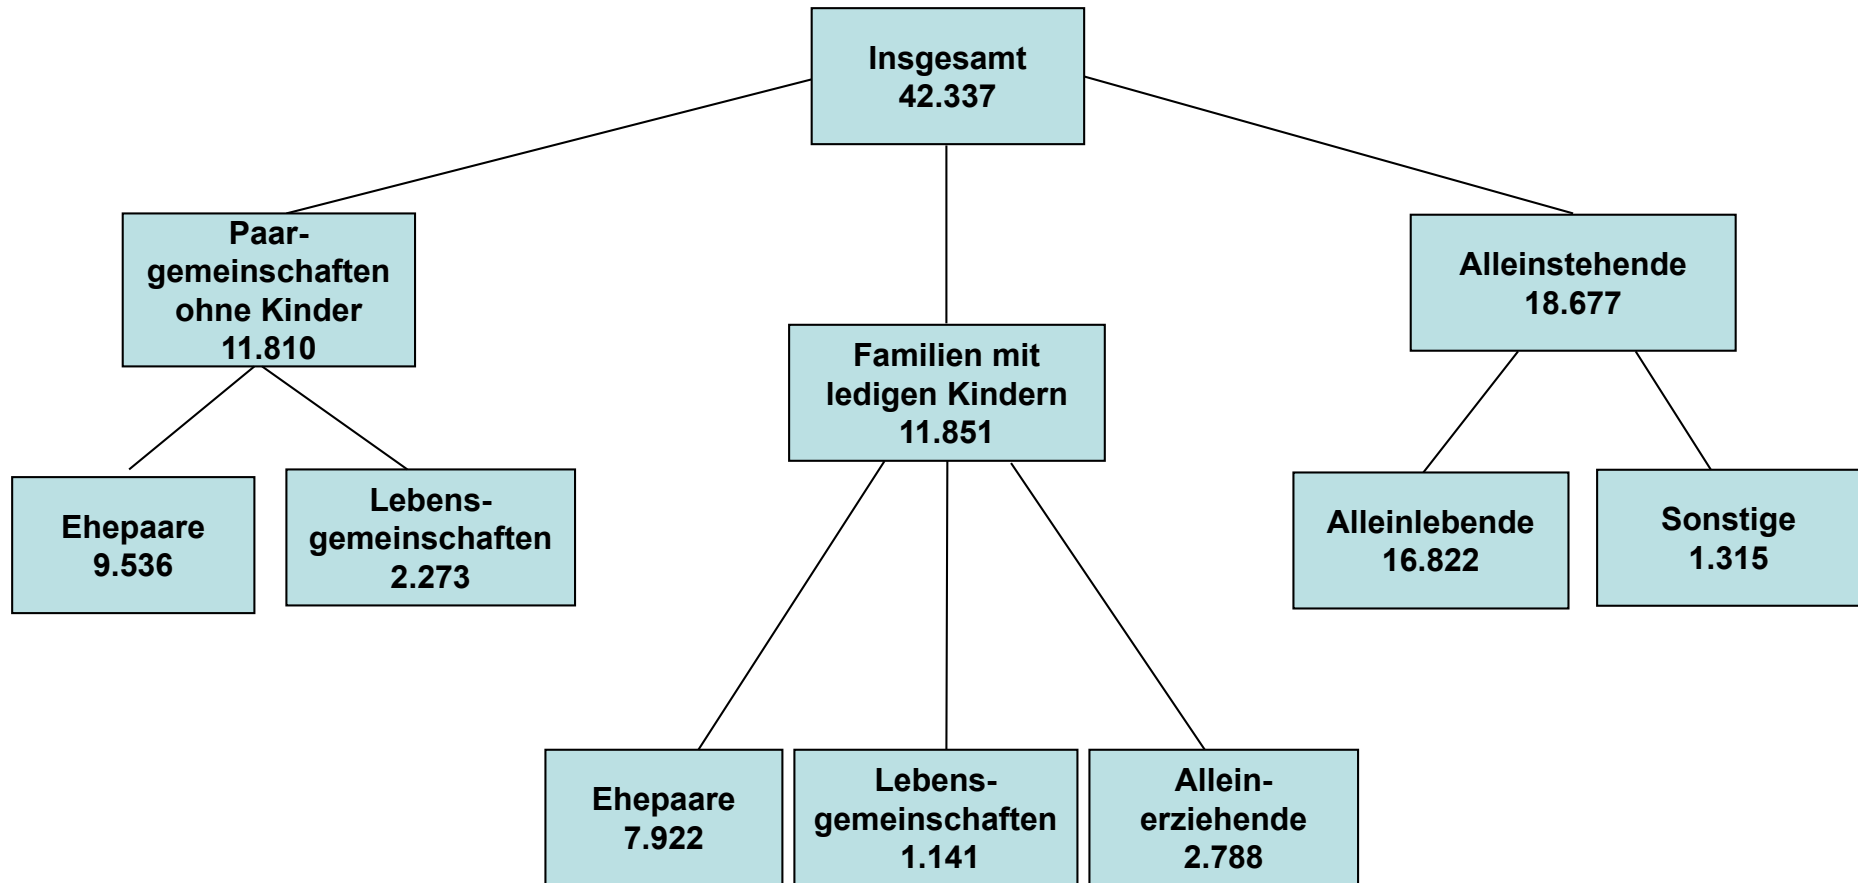 Insgesamt
42.337
Paar-
gemeinschaften
ohne Kinder
11.810
Alleinstehende
18.677
Familien mit
ledigen Kindern
11.851
Ehepaare
9.536
Lebens-
gemeinschaften
2.273
Alleinlebende
16.822
Sonstige
1.315
Ehepaare
7.922
Lebens-
gemeinschaften
1.141
Allein-
erziehende
2.788